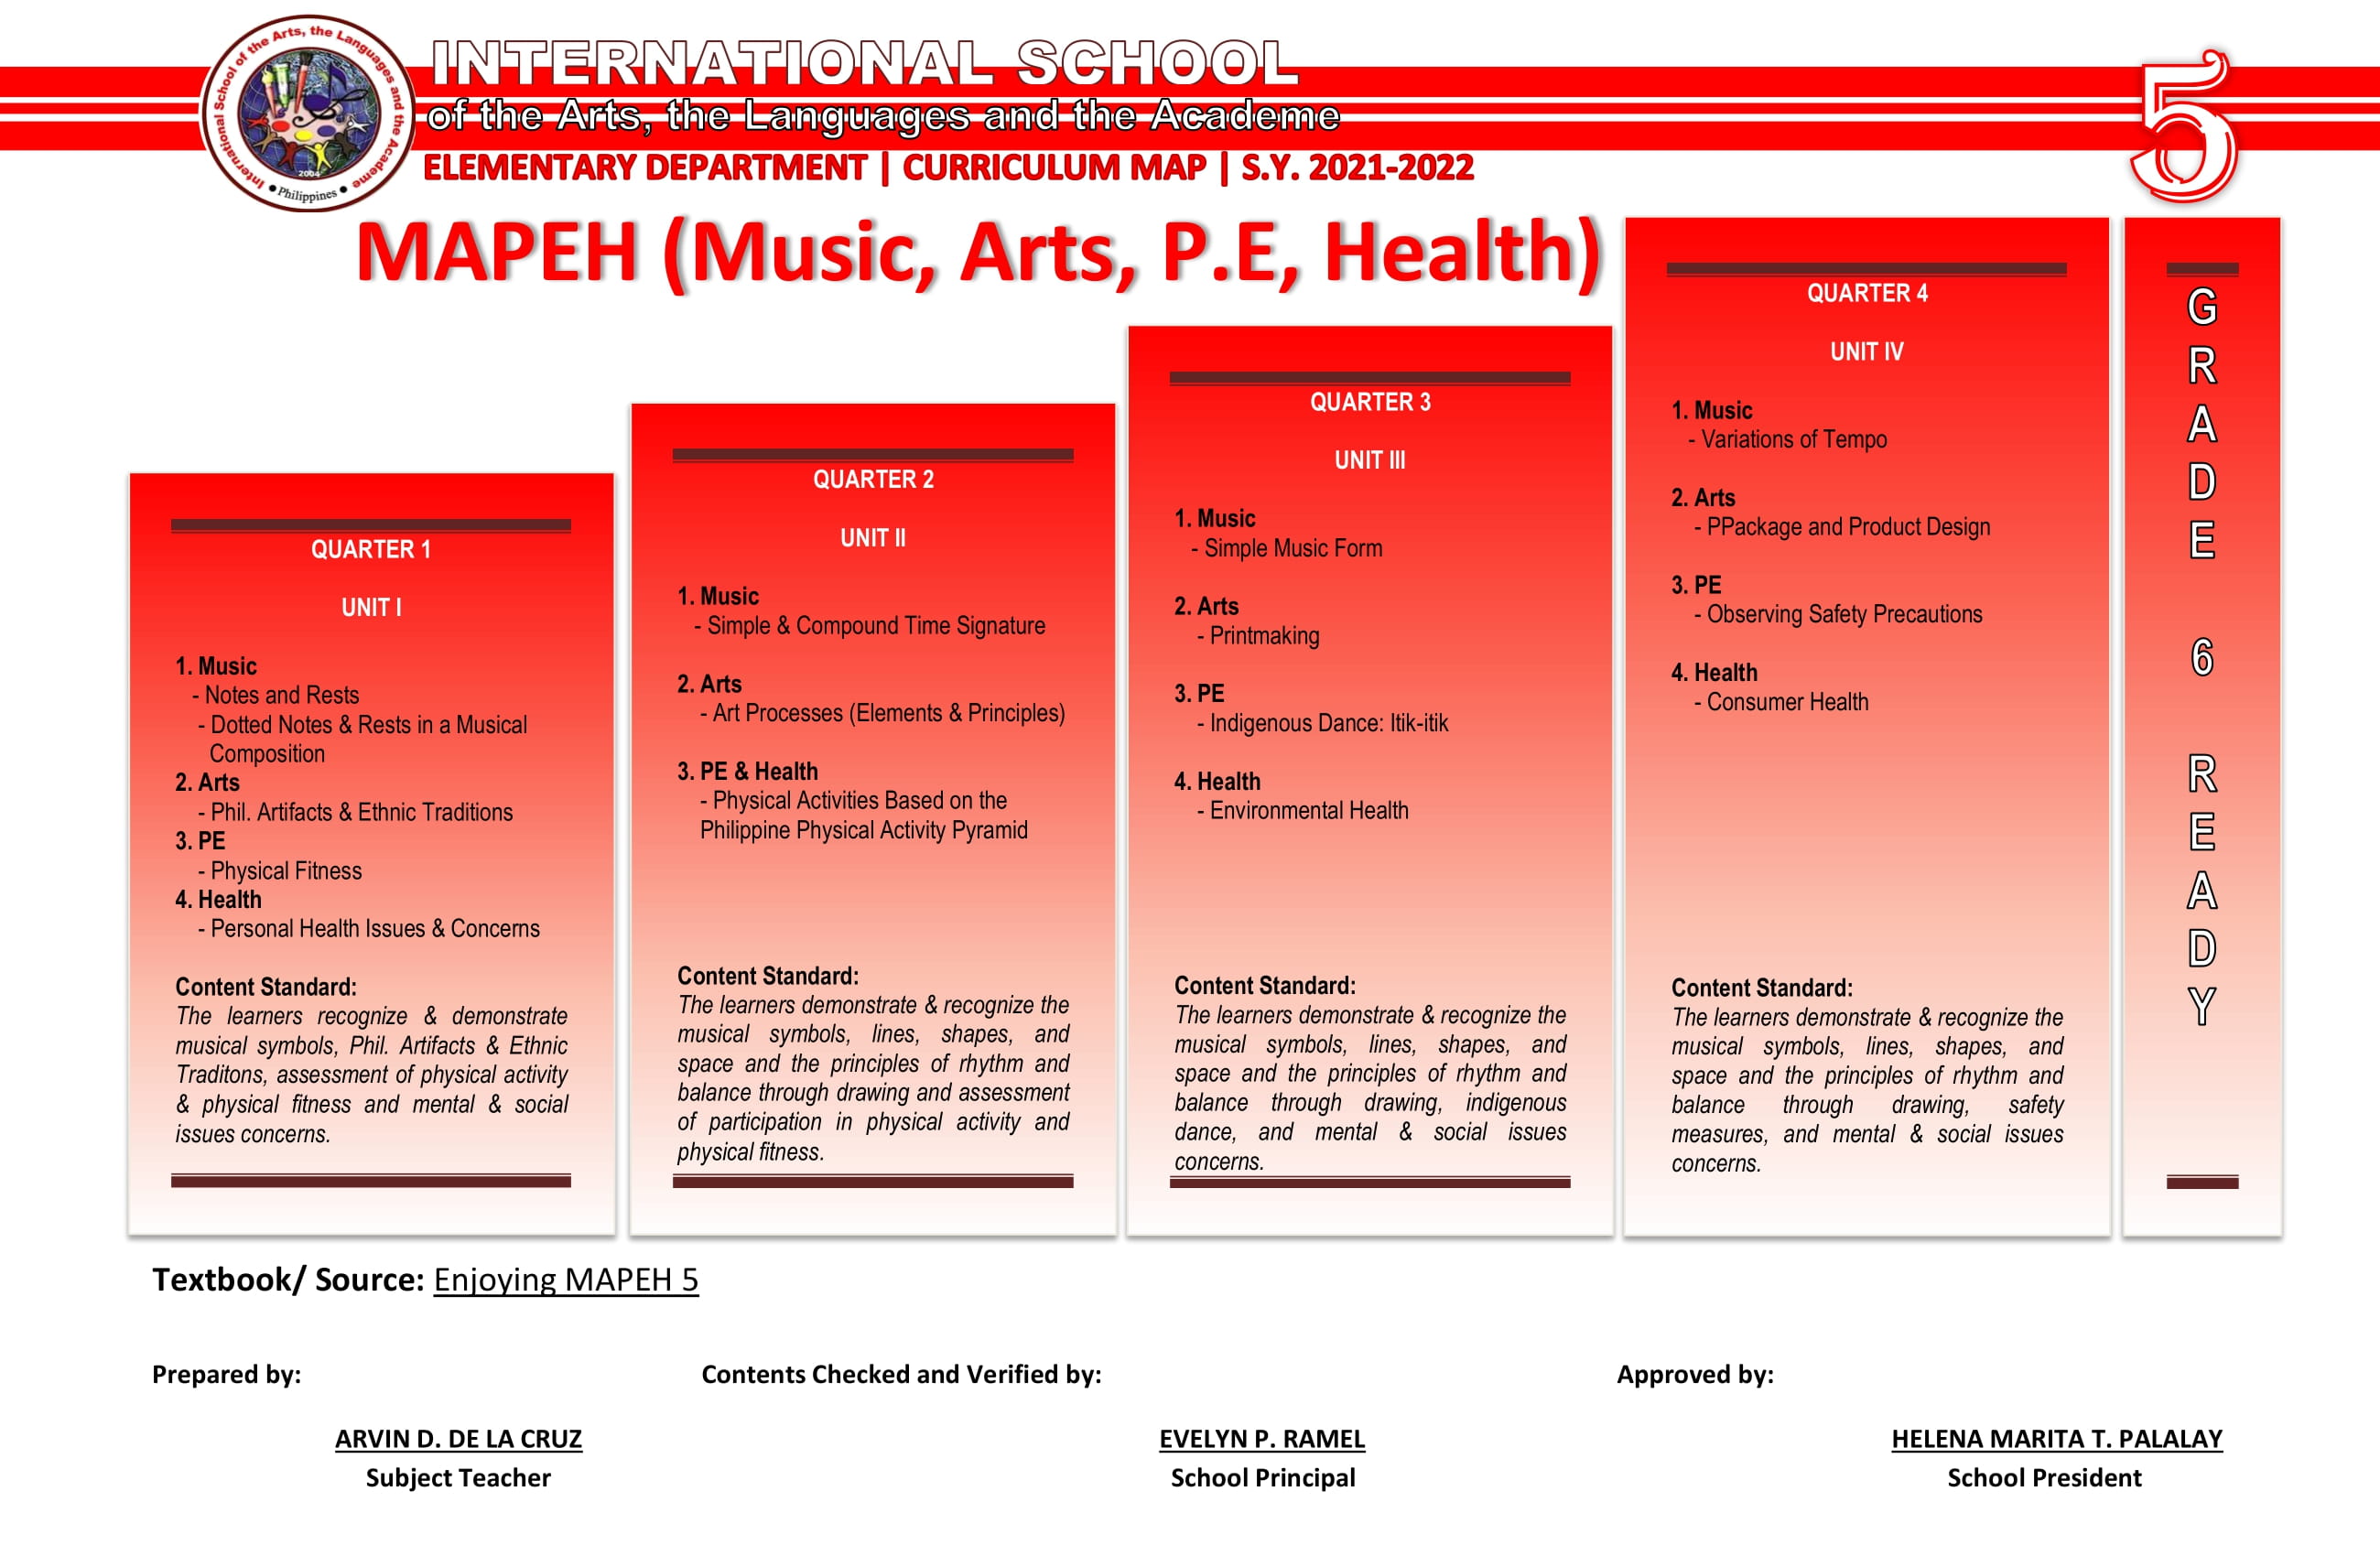 International School of the Arts, the Languages and the Academe
2004
Philippines
INTERNATIONAL SCHOOL
of the Arts, the Languages and the Academe
ELEMENTARY DEPARTMENT | CURRICULUM MAP | S.Y. 2021-2022
5
MAPEH (Music, Arts, P.E, Health)
QUARTER 1
UNIT I
1. Music
- Notes and Rests
- Dotted Notes & Rests in a Musical
Composition
2. Arts
- Phil. Artifacts & Ethnic Traditions
3. PE
- Physical Fitness
4. Health
- Personal Health Issues & Concerns
Content Standard:
The learners recognize & demonstrate
musical symbols, Phil. Artifacts & Ethnic
Traditons, assessment of physical activity
& physical fitness and mental & social
issues concerns.
QUARTER 2
UNIT II
1. Music
- Simple & Compound Time Signature
2. Arts
- Art Processes (Elements & Principles)
3. PE & Health
- Physical Activities Based on the
Philippine Physical Activity Pyramid
Content Standard:
The learners demonstrate & recognize the
musical symbols, lines, shapes, and
space and the principles of rhythm and
balance through drawing and assessment
of participation in physical activity and
physical fitness.
QUARTER 3
UNIT III
1. Music
- Simple Music Form
2. Arts
- Printmaking
3. PE
- Indigenous Dance: Itik-itik
4. Health
- Environmental Health
Content Standard:
The learners demonstrate & recognize the
musical symbols, lines, shapes, and
space and the principles of rhythm and
balance through drawing, indigenous
dance, and mental & social issues
concerns.
QUARTER 4
UNIT IV
1. Music
- Variations of Tempo
2. Arts
- PPackage and Product Design
3. PE
- Observing Safety Precautions
4. Health
- Consumer Health
Content Standard:
The learners demonstrate & recognize the
musical symbols, lines, shapes, and
space and the principles of rhythm and
balance through drawing, safety
measures, and mental & social issues
concerns.
GRADE 6 READY
Textbook/ Source: Enjoying MAPEH 5
Prepared by:
ARVIN D. DE LA CRUZ
Subject Teacher
Contents Checked and Verified by:
EVELYN P. RAMEL
School Principal
Approved by:
HELENA MARITA T. PALALAY
School President